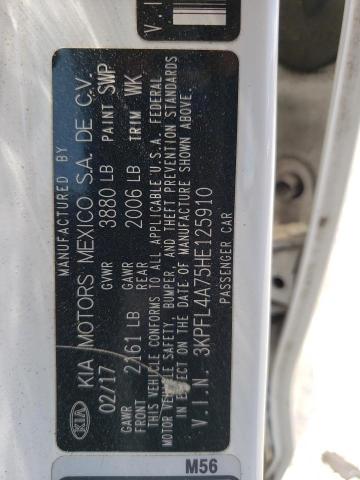 MANUFACTURED BY
KIA KIA MOTORS MEXICO S.A. DE C.V.
02/17 GVWR 3880 LB PAINT SWP
GAWR FRONT 2161 LB GAWR REAR 2006 LB TRIM WK
THIS VEHICLE CONFORMS TO ALL APPLICABLE U.S.A. FEDERAL
MOTOR VEHICLE SAFETY, BUMPER, AND THEFT PREVENTION STANDARDS
IN EFFECT ON THE DATE OF MANUFACTURE SHOWN ABOVE.
V.I.N. 3KPFL4A75HE125910
PASSENGER CAR
M56
V.I